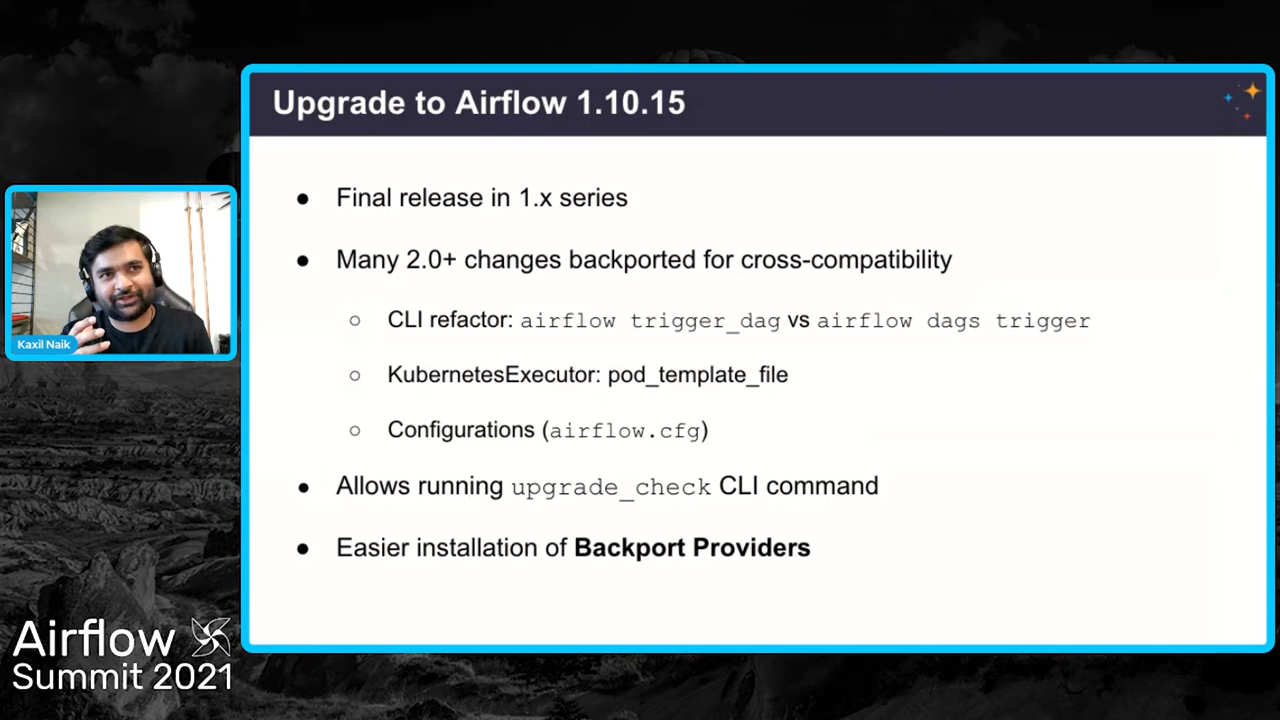 Upgrade to Airflow 1.10.15
● Final release in 1.x series
● Many 2.0+ changes backported for cross-compatibility
○ CLI refactor: airflow trigger_dag vs airflow dags trigger
○ KubernetesExecutor: pod_template_file
○ Configurations (airflow.cfg)
● Allows running upgrade_check CLI command
● Easier installation of Backport Providers
Kaxil Naik
Airflow
Summit 2021